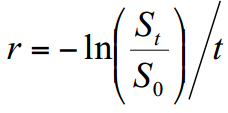 r = − ln(S_t / S_0) / t